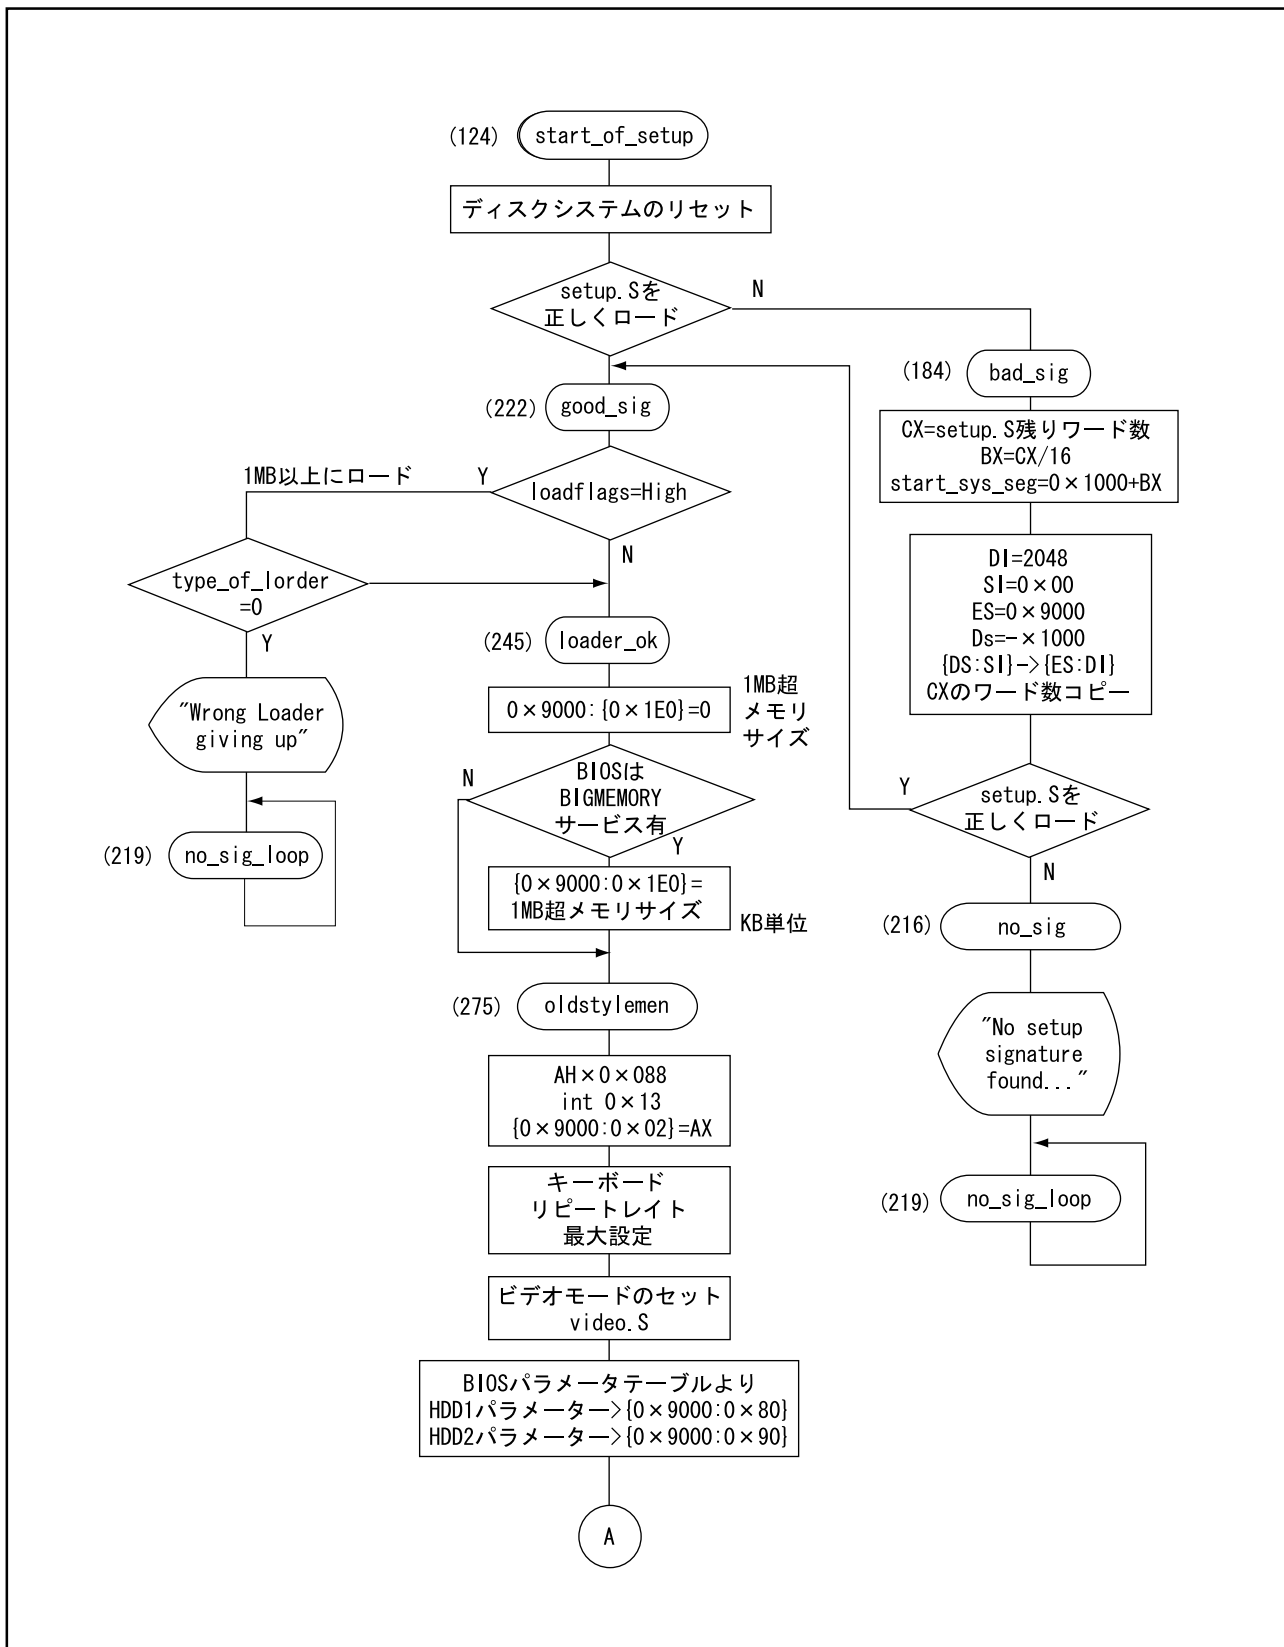 (124)
start_of_setup
ディスクシステムのリセット
setup.Sを
正しくロード
N
(184)
bad_sig
CX=setup.S残りワード数
BX=CX/16
start_sys_seg=0×1000+BX
DI=2048
SI=0×00
ES=0×9000
Ds=-×1000
{DS:SI}->{ES:DI}
CXのワード数コピー
setup.Sを
正しくロード
Y
N
(216)
no_sig
"No setup
signature
found..."
(219)
no_sig_loop
(222)
good_sig
1MB以上にロード
Y
loadflags=High
N
type_of_lorder
=0
Y
"Wrong Loader
giving up"
(219)
no_sig_loop
(245)
loader_ok
0×9000:{0×1E0}=0
1MB超
メモリ
サイズ
N
BIOSは
BIGMEMORY
サービス有
Y
{0×9000:0×1E0}=
1MB超メモリサイズ
KB単位
(275)
oldstylemen
AH×0×088
int 0×13
{0×9000:0×02}=AX
キーボード
リピートレイト
最大設定
ビデオモードのセット
video.S
BIOSパラメータテーブルより
HDD1パラメーター>{0×9000:0×80}
HDD2パラメーター>{0×9000:0×90}
A